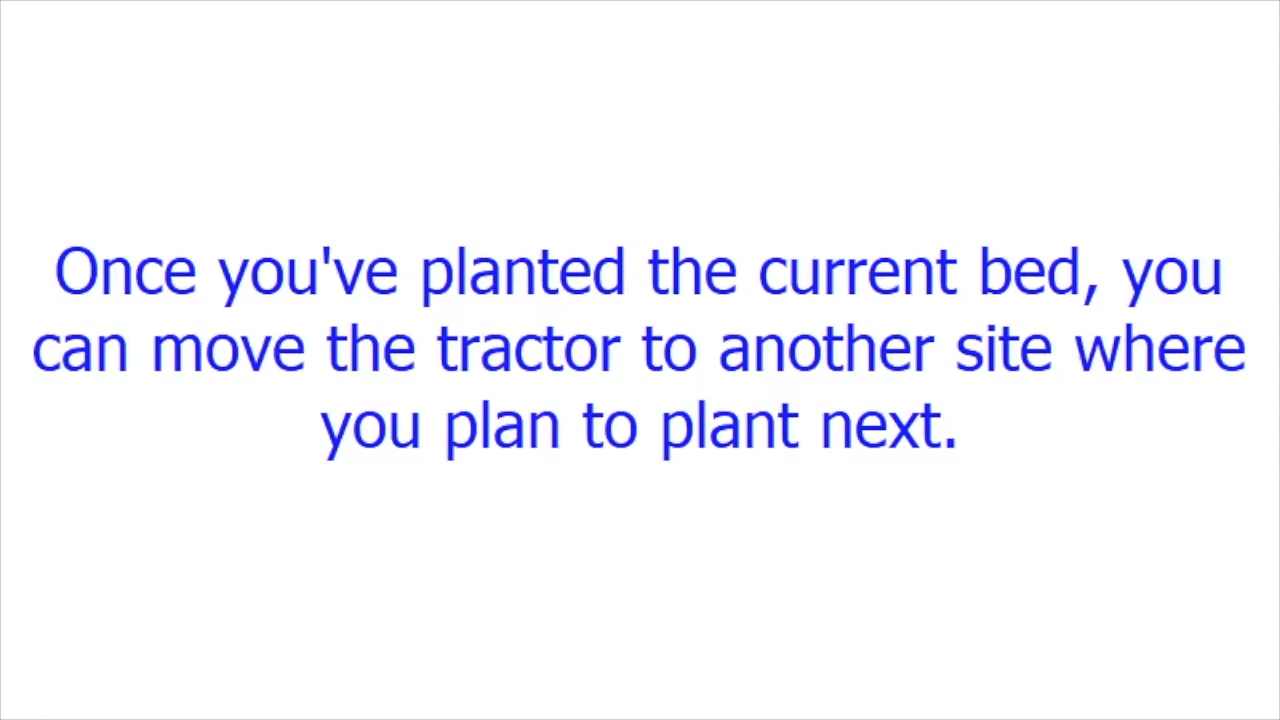 Once you've planted the current bed, you
can move the tractor to another site where
you plan to plant next.